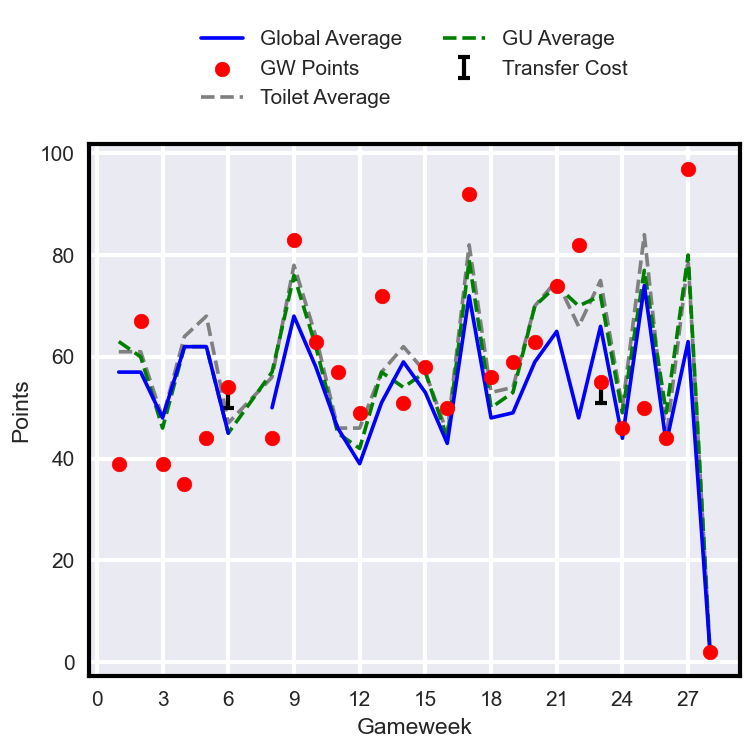 Global Average
GW Points
Toilet Average
GU Average
Transfer Cost
100
80
60
40
20
0
Points
0 3 6 9 12 15 18 21 24 27
Gameweek